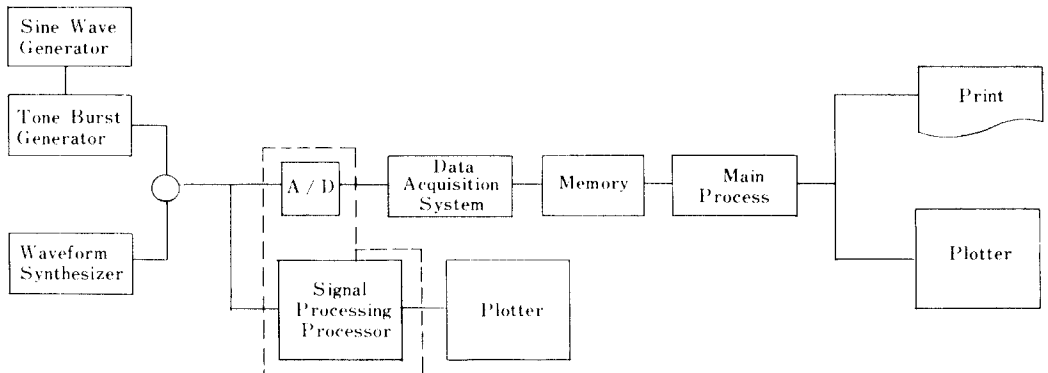 Sine Wave
Generator
Tone Burst
Generator
Waveform
Synthesizer
A / D
Data
Acquisition
System
Memory
Main
Process
Print
Plotter
Signal
Processing
Processor
Plotter